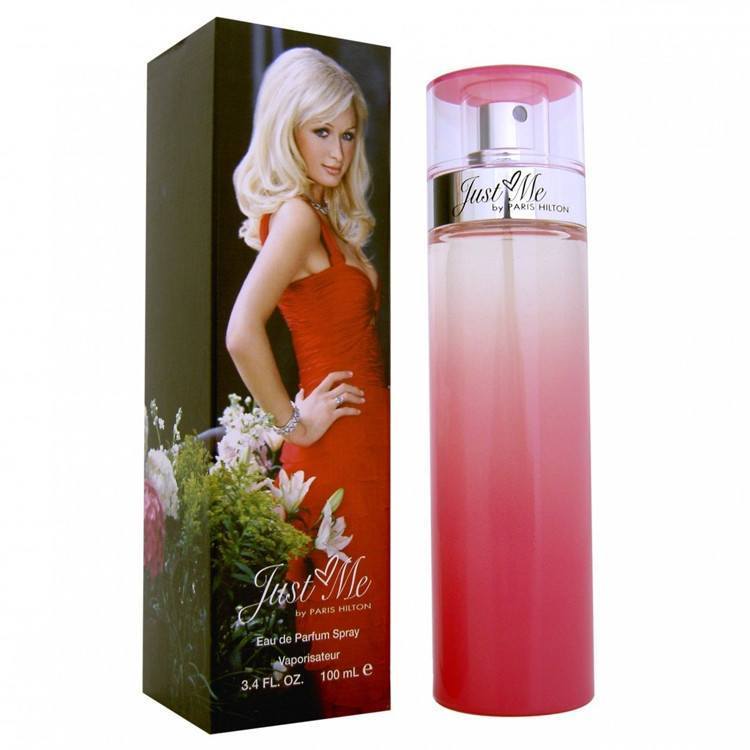 Just Me
by PARIS HILTON
Eau de Parfum Spray
Vaporisateur
3.4 FL. OZ. 100 mL ℮
Just Me
by PARIS HILTON